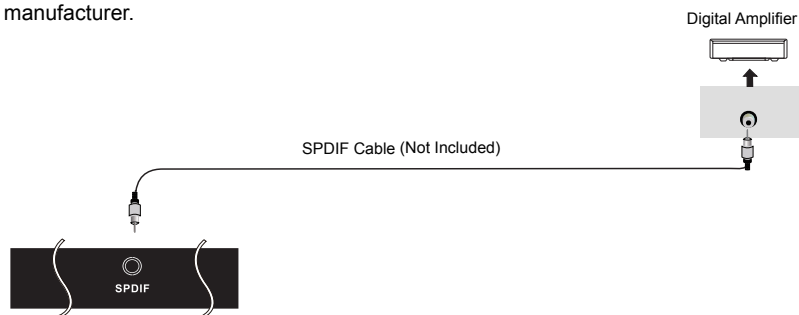 manufacturer.
Digital Amplifier
SPDIF Cable (Not Included)
SPDIF